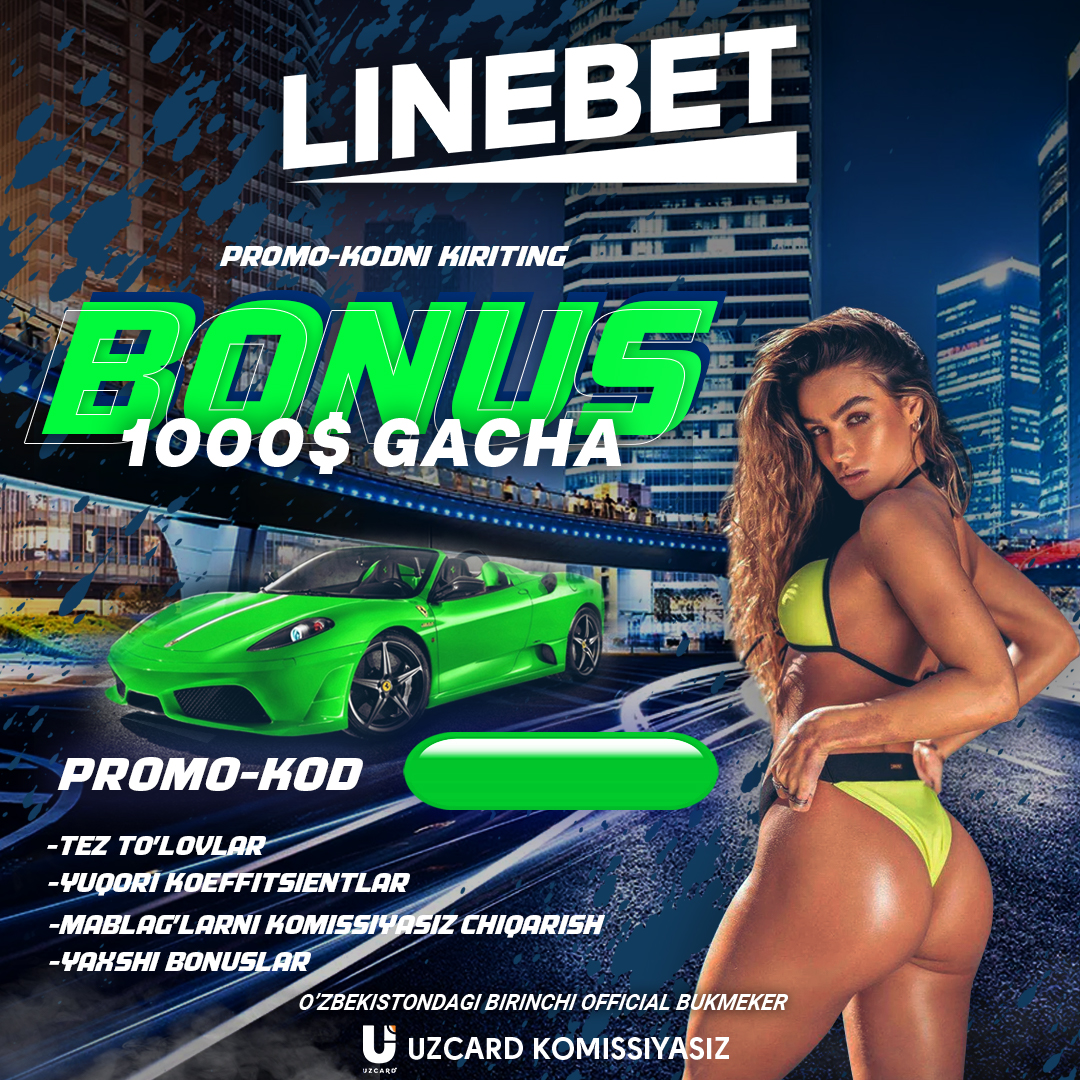 LINEBET
PROMO-KODNI KIRITING
BONUS
1000$ GACHA
PROMO-KOD
-TEZ TO'LOVLAR
-YUQORI KOEFFITSIENTLAR
-MABLAG'LARNI KOMISSIYASIZ CHIQARISH
-YAXSHI BONUSLAR
O'ZBEKISTONDAGI BIRINCHI OFFICIAL BUKMEKER
UZCARD KOMISSIYASIZ
UZCARD